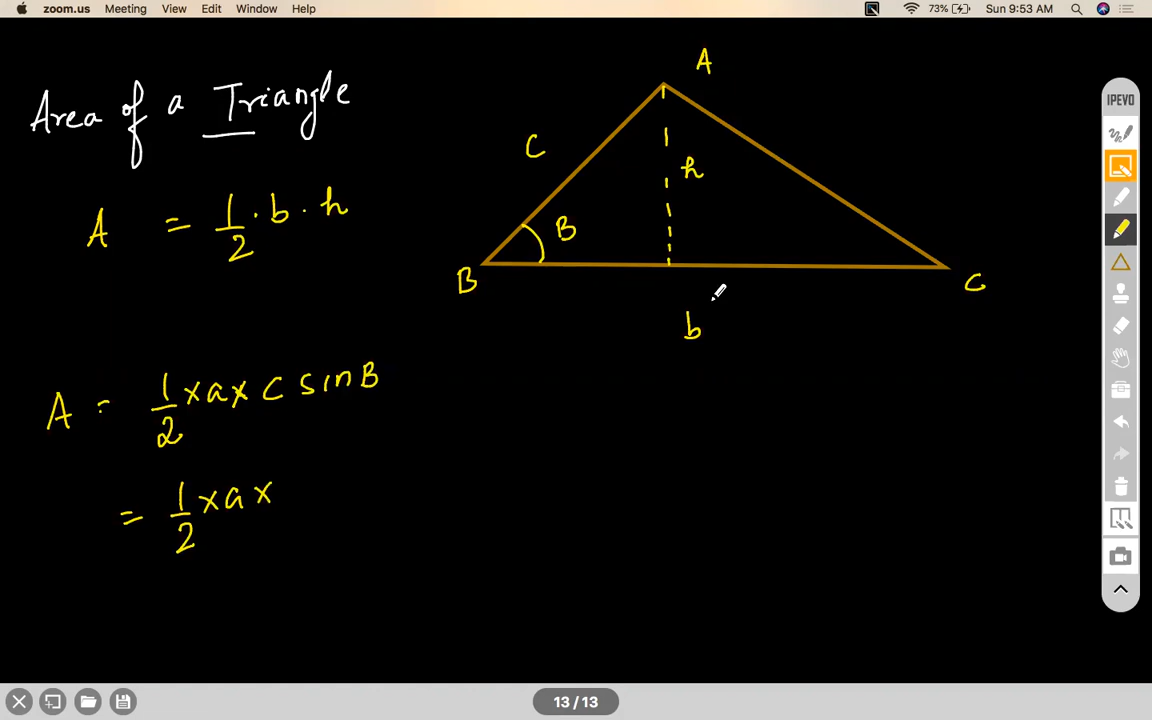 zoom.us Meeting View Edit Window Help 73% Sun 9:53 AM
Area of a Triangle
A = 1/2 · b · h
A = 1/2 × a × c sin B
= 1/2 × a ×
A
C
h
B
B
C
b
IPEVO
13 / 13